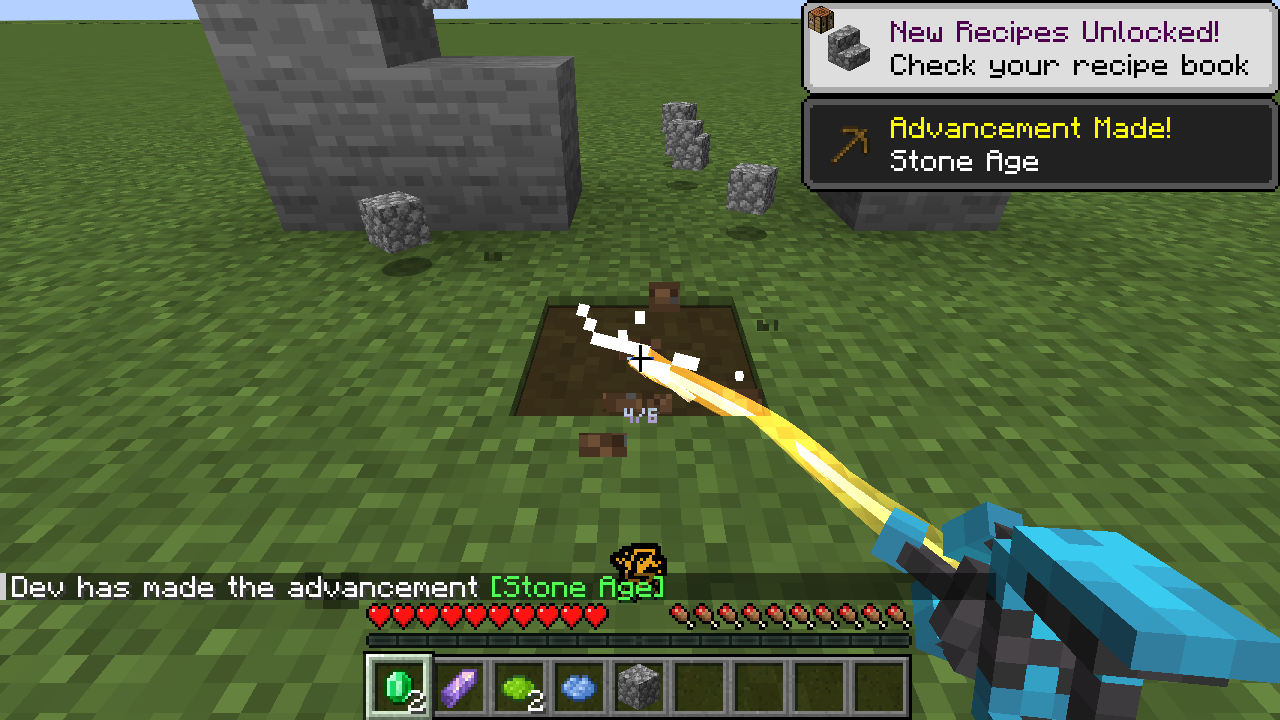 New Recipes Unlocked!
Check your recipe book
Advancement Made!
Stone Age
4/6
Dev has made the advancement [Stone Age]
2
2